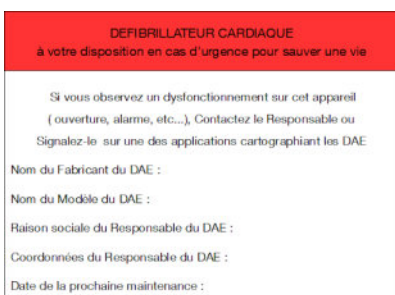 DEFIBRILLATEUR CARDIAQUE
à votre disposition en cas d'urgence pour sauver une vie
Si vous observez un dysfonctionnement sur cet appareil
( ouverture, alarme, etc...), Contactez le Responsable ou
Signalez-le sur une des applications cartographiant les DAE
Nom du Fabricant du DAE :
Nom du Modèle du DAE :
Raison sociale du Responsable du DAE :
Coordonnées du Responsable du DAE :
Date de la prochaine maintenance :